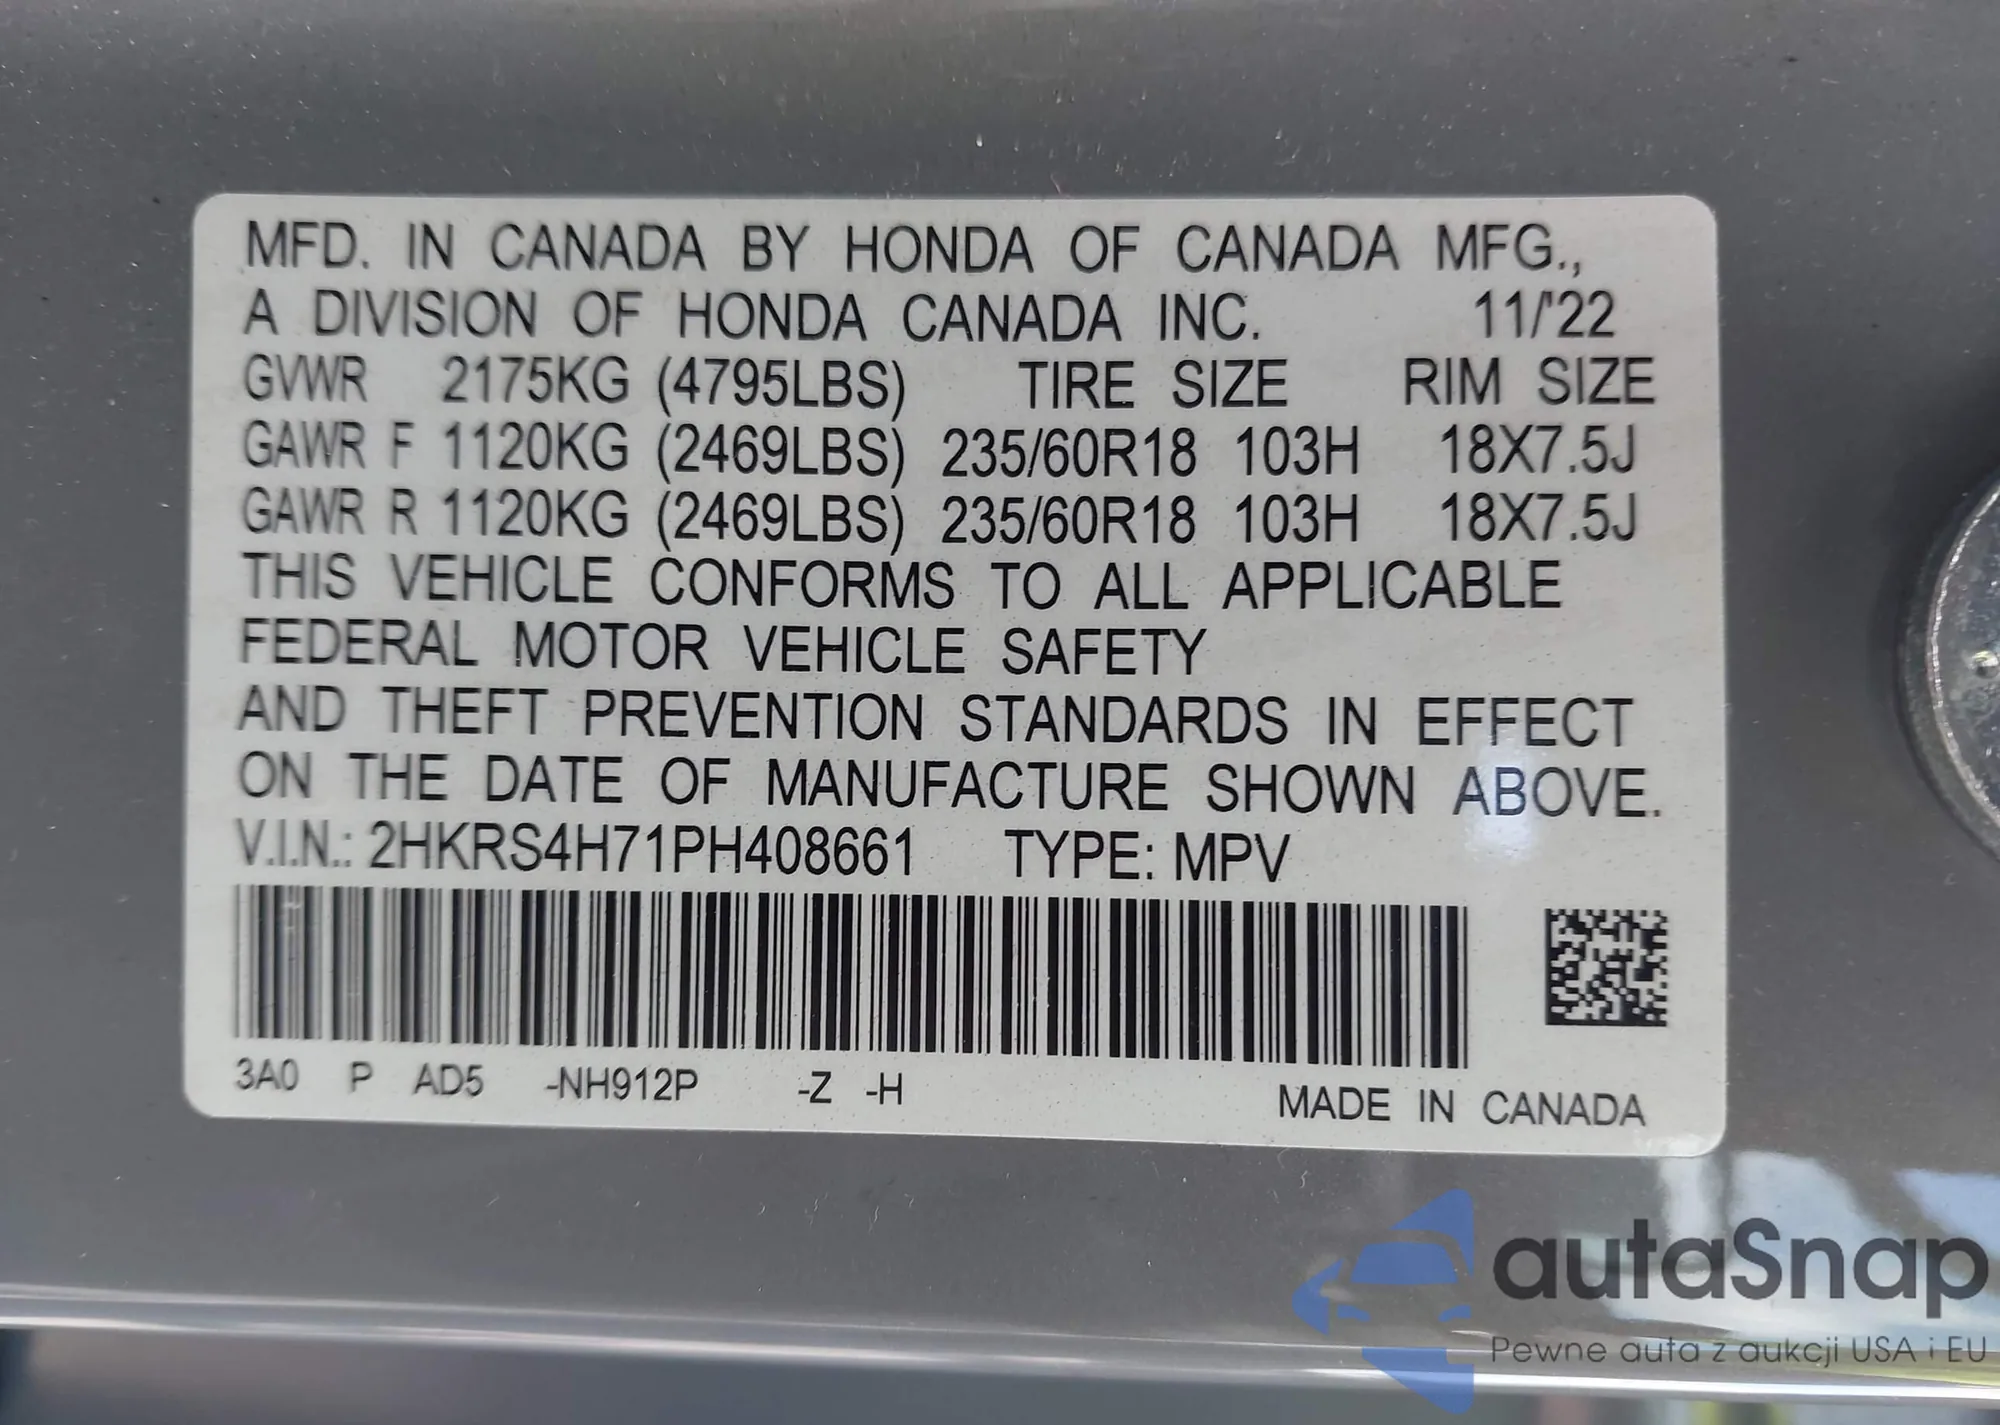 MFD. IN CANADA BY HONDA OF CANADA MFG.,
A DIVISION OF HONDA CANADA INC. 11/'22
GVWR 2175KG (4795LBS) TIRE SIZE RIM SIZE
GAWR F 1120KG (2469LBS) 235/60R18 103H 18X7.5J
GAWR R 1120KG (2469LBS) 235/60R18 103H 18X7.5J
THIS VEHICLE CONFORMS TO ALL APPLICABLE
FEDERAL MOTOR VEHICLE SAFETY
AND THEFT PREVENTION STANDARDS IN EFFECT
ON THE DATE OF MANUFACTURE SHOWN ABOVE.
V.I.N.: 2HKRS4H71PH408661 TYPE: MPV
3A0 P AD5 -NH912P -Z -H
MADE IN CANADA
autaSnap
Pewne auta z aukcji USA i EU